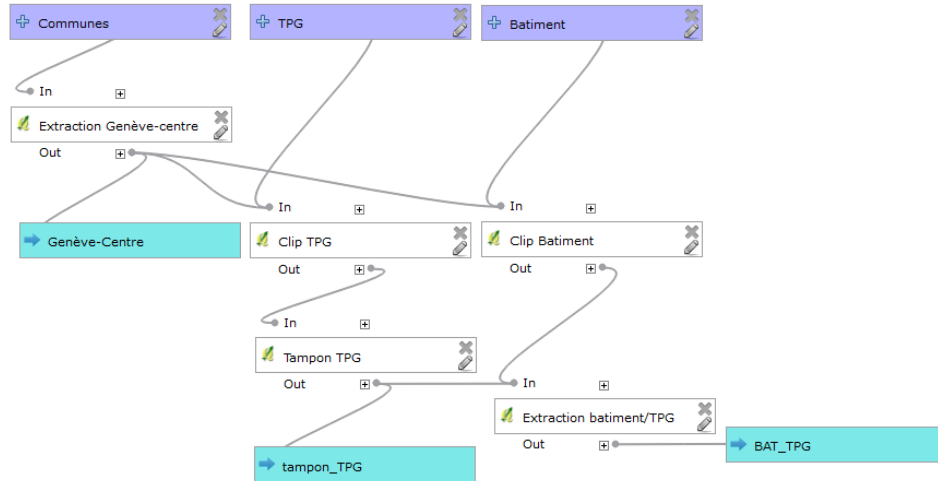 Communes
TPG
Batiment
In
Extraction Genève-centre
Out
Genève-Centre
In
Clip TPG
Out
In
Clip Batiment
Out
In
Tampon TPG
Out
In
Extraction batiment/TPG
Out
tampon_TPG
BAT_TPG